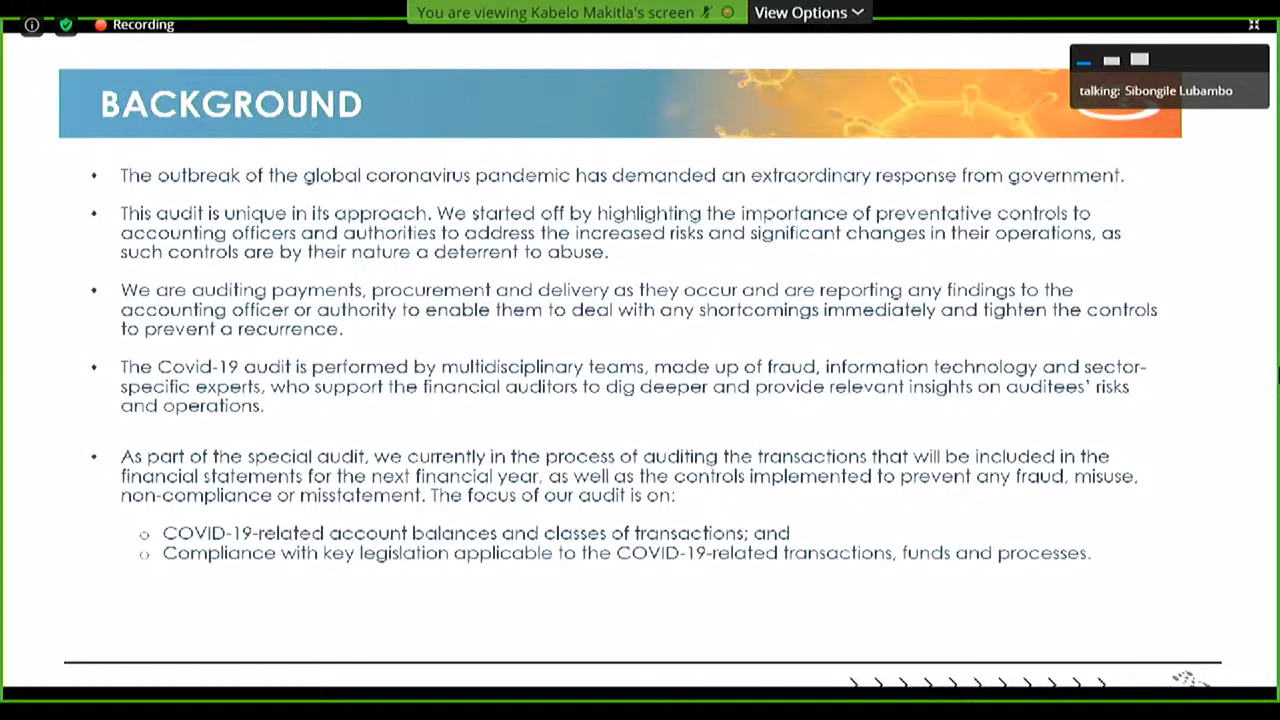 You are viewing Kabelo Makitla's screen
View Options
Recording
talking: Sibongile Lubambo
BACKGROUND
• The outbreak of the global coronavirus pandemic has demanded an extraordinary response from government.
• This audit is unique in its approach. We started off by highlighting the importance of preventative controls to
accounting officers and authorities to address the increased risks and significant changes in their operations, as
such controls are by their nature a deterrent to abuse.
• We are auditing payments, procurement and delivery as they occur and are reporting any findings to the
accounting officer or authority to enable them to deal with any shortcomings immediately and tighten the controls
to prevent a recurrence.
• The Covid-19 audit is performed by multidisciplinary teams, made up of fraud, information technology and sector-
specific experts, who support the financial auditors to dig deeper and provide relevant insights on auditees' risks
and operations.
• As part of the special audit, we currently in the process of auditing the transactions that will be included in the
financial statements for the next financial year, as well as the controls implemented to prevent any fraud, misuse,
non-compliance or misstatement. The focus of our audit is on:
o COVID-19-related account balances and classes of transactions; and
o Compliance with key legislation applicable to the COVID-19-related transactions, funds and processes.